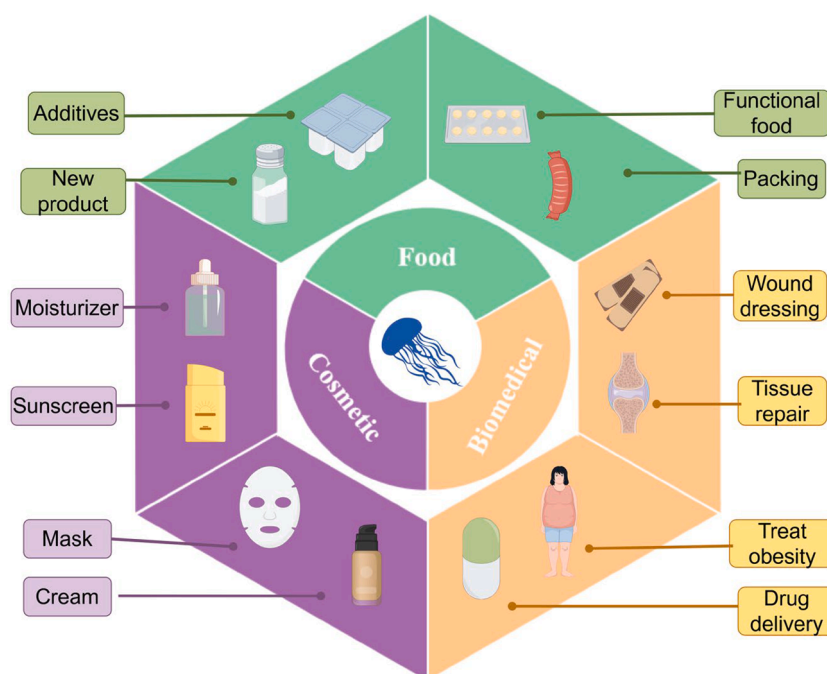 Additives
New
product
Moisturizer
Sunscreen
Mask
Cream
Food
Cosmetic
Biomedical
Functional
food
Packing
Wound
dressing
Tissue
repair
Treat
obesity
Drug
delivery